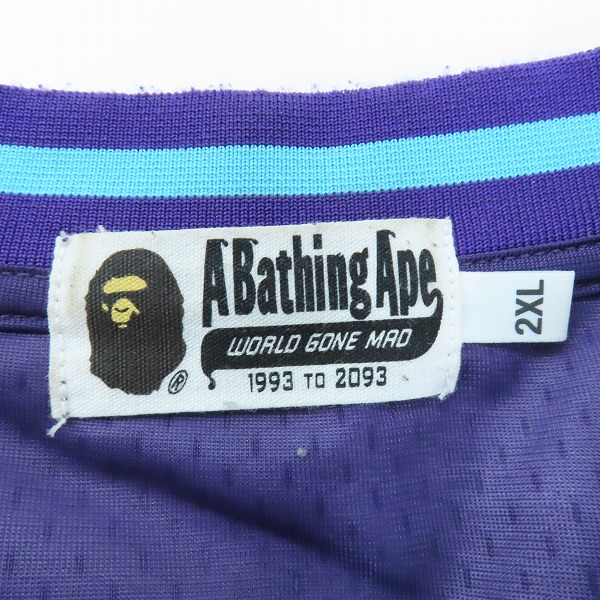 A Bathing Ape
WORLD GONE MAD
1993 TO 2093
®
2XL